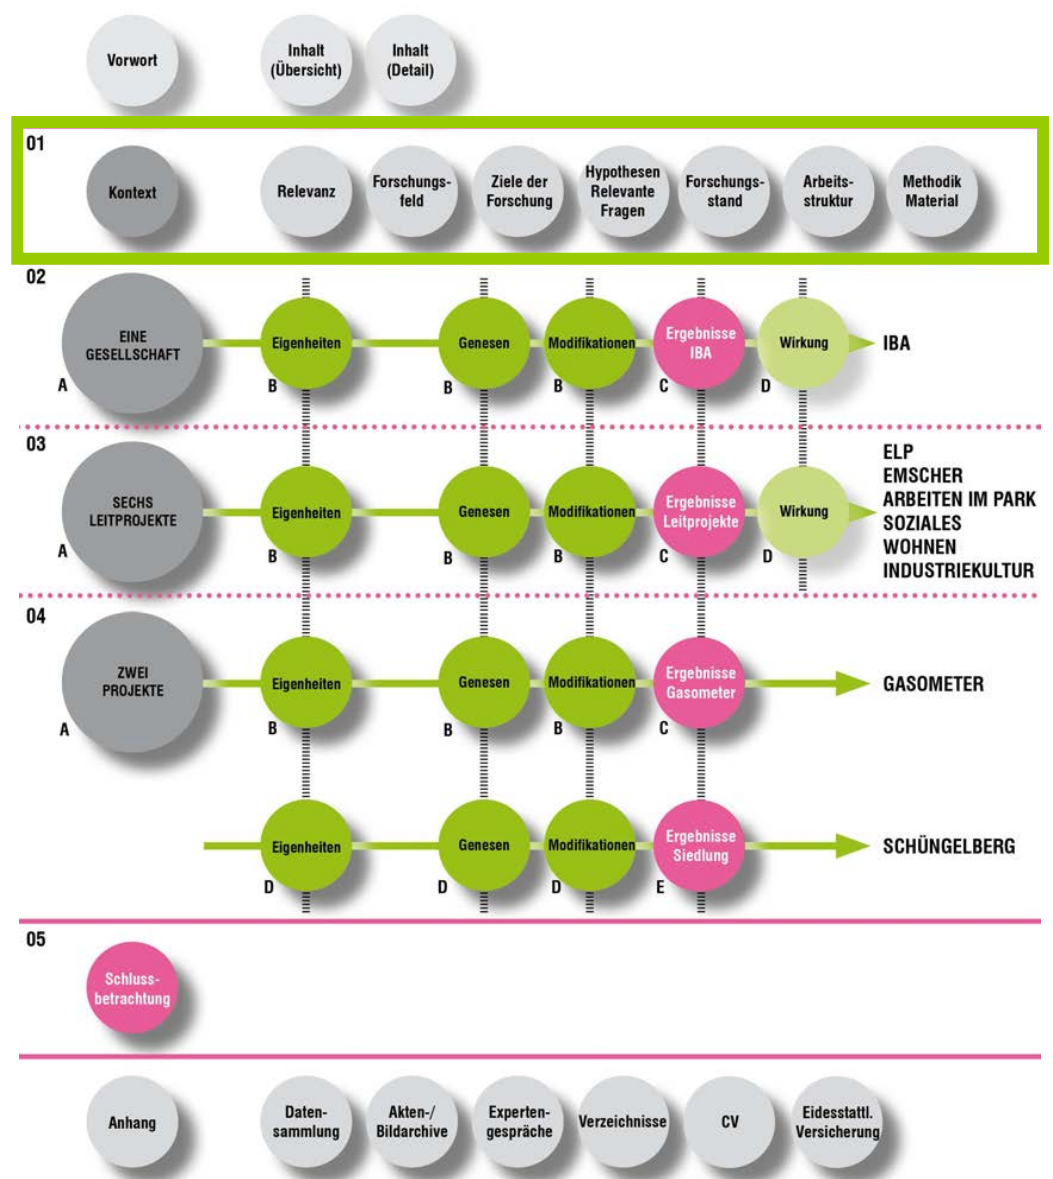 Vorwort
Inhalt
(Übersicht)
Inhalt
(Detail)
01
Kontext
Relevanz
Forschungs-
feld
Ziele der
Forschung
Hypothesen
Relevante
Fragen
Forschungs-
stand
Arbeits-
struktur
Methodik
Material
02
EINE
GESELLSCHAFT
A
Eigenheiten
B
Genesen
B
Modifikationen
B
Ergebnisse
IBA
C
Wirkung
D
IBA
03
SECHS
LEITPROJEKTE
A
Eigenheiten
B
Genesen
B
Modifikationen
B
Ergebnisse
Leitprojekte
C
Wirkung
D
ELP
EMSCHER
ARBEITEN IM PARK
SOZIALES
WOHNEN
INDUSTRIEKULTUR
04
ZWEI
PROJEKTE
A
Eigenheiten
B
Genesen
B
Modifikationen
B
Ergebnisse
Gasometer
C
GASOMETER
Eigenheiten
D
Genesen
D
Modifikationen
D
Ergebnisse
Siedlung
E
SCHÜNGELBERG
05
Schluss-
betrachtung
Anhang
Daten-
sammlung
Akten-/
Bildarchive
Experten-
gespräche
Verzeichnisse
CV
Eidesstattl.
Versicherung